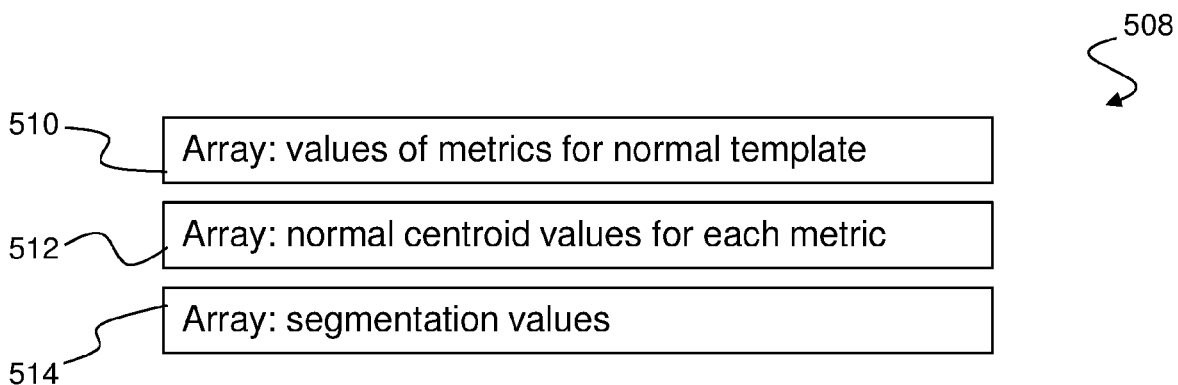 508
510
Array: values of metrics for normal template
512
Array: normal centroid values for each metric
Array: segmentation values
514